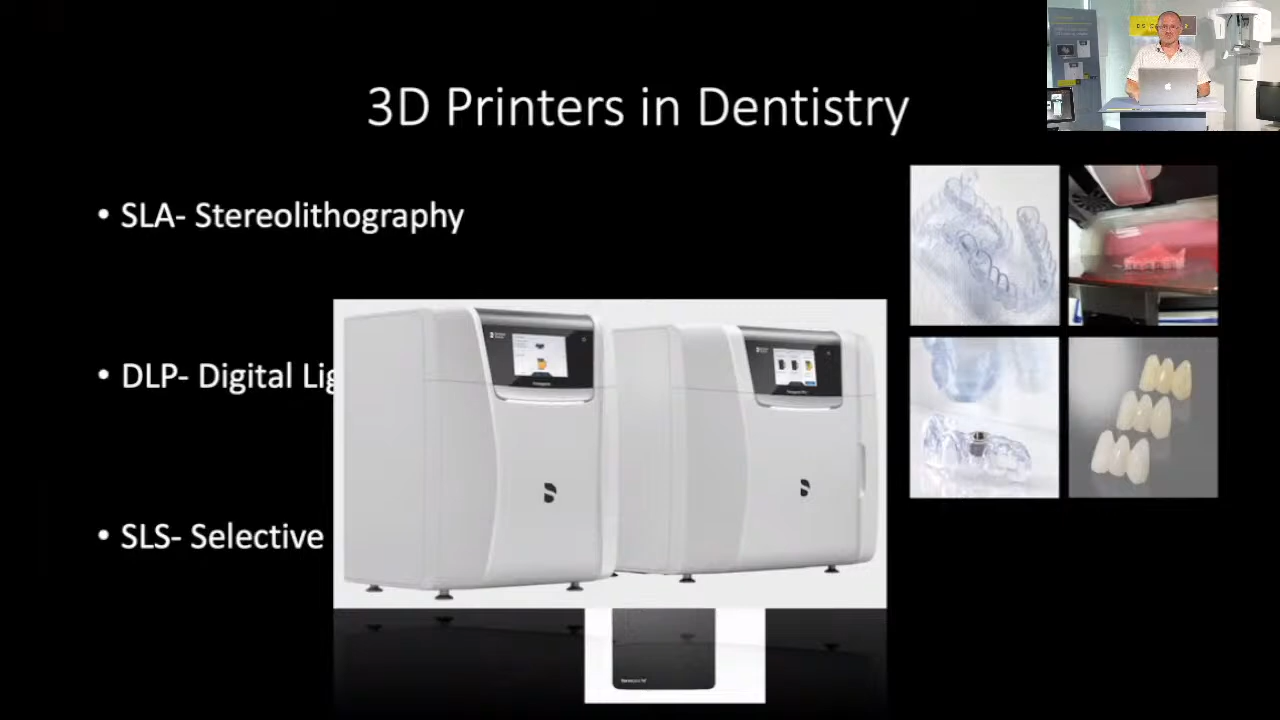 3D Printers in Dentistry
• SLA- Stereolithography
• DLP- Digital Lig
• SLS- Selective